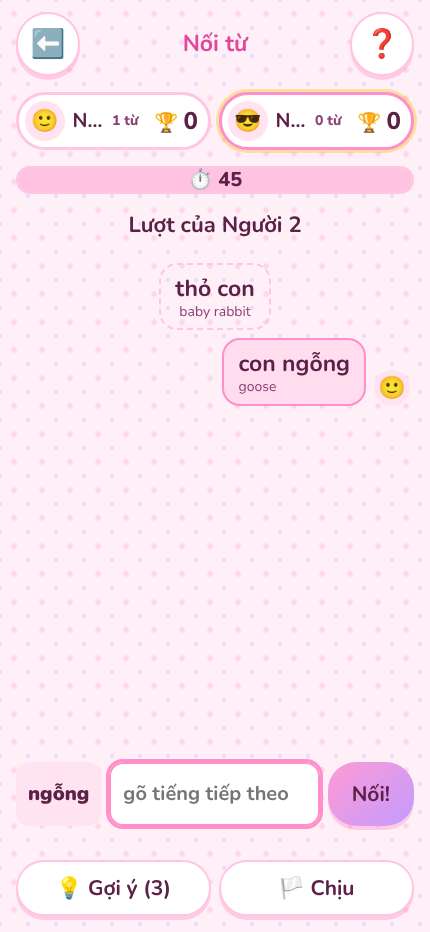 Nối từ
N... 1 từ 0
N... 0 từ 0
45
Lượt của Người 2
thỏ con
baby rabbit
con ngỗng
goose
ngỗng gõ tiếng tiếp theo Nối!
Gợi ý (3) Chịu